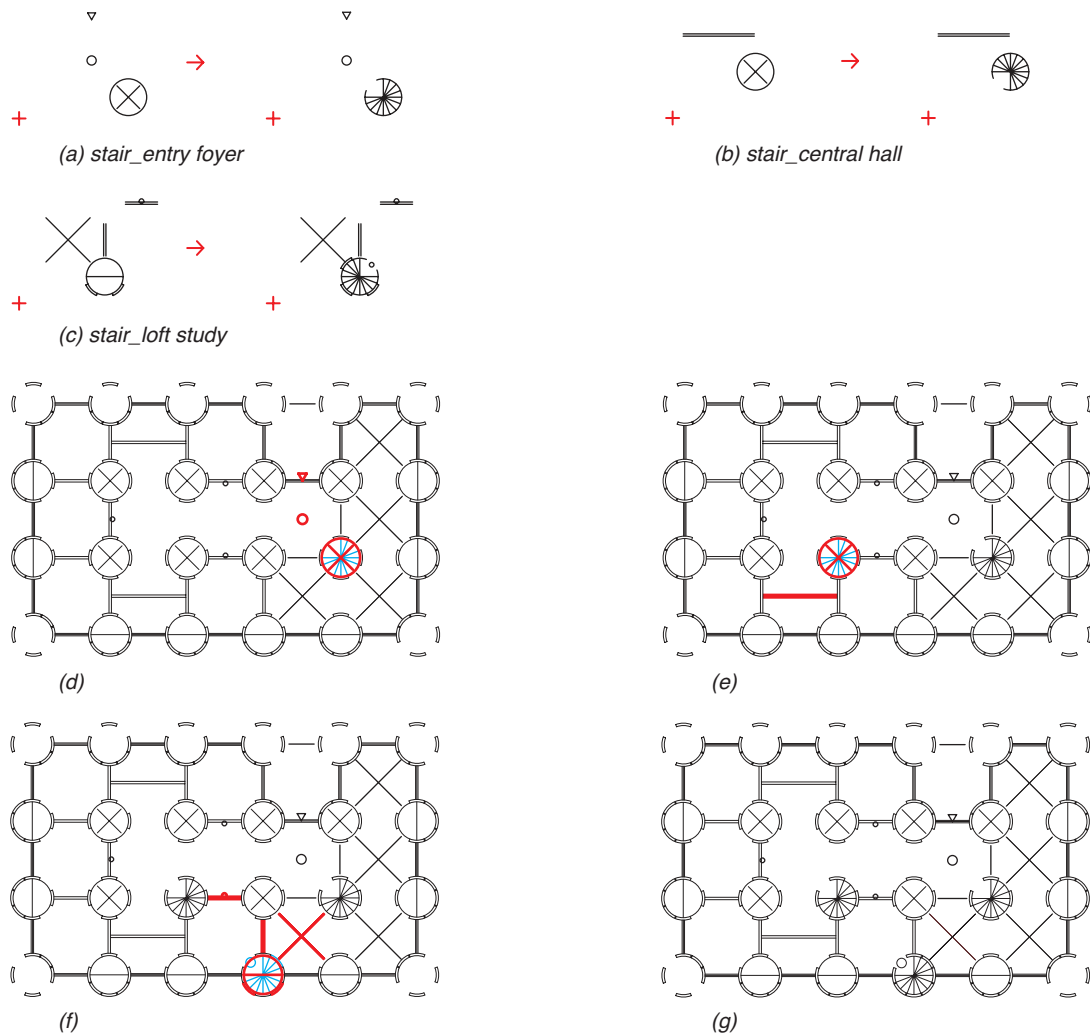 (a) stair_entry foyer
(b) stair_central hall
(c) stair_loft study
(d)
(e)
(f)
(g)